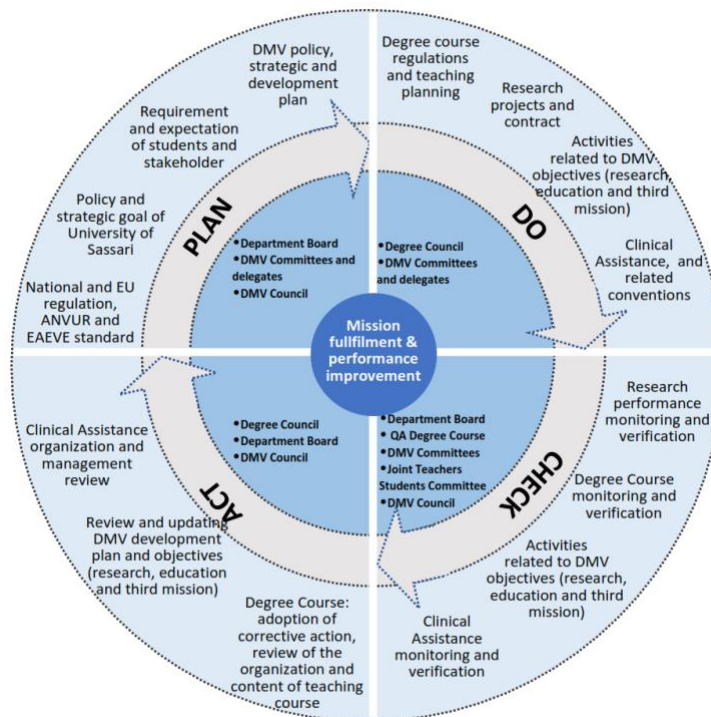 DMV policy,
strategic and
development
plan
Requirement
and expectation
of students and
stakeholder
Policy and
strategic goal of
University of
Sassari
National and EU
regulation,
ANVUR and
EAEVE standard
PLAN
•Department Board
•DMV Committees and
delegates
•DMV Council
Degree course
regulations
and teaching
planning
Research
projects and
contract
Activities
related to DMV
objectives (research,
education and third
mission)
Clinical
Assistance, and
related
conventions
DO
•Degree Council
•DMV Committees
and delegates
Mission
fullfilment &
performance
improvement
Research
performance
monitoring and
verification
Degree Course
monitoring and
verification
Activities
related to DMV
objectives (research,
education and third
mission)
Clinical
Assistance
monitoring and
verification
CHECK
•Department Board
• QA Degree Course
•DMV Committees
•Joint Teachers
Students Committee
•DMV Council
Clinical Assistance
organization and
management
review
Review and updating
DMV development
plan and objectives
(research, education
and third mission)
Degree Course:
adoption of
corrective action,
review of the
organization and
content of teaching
course
ACT
•Degree Council
•Department Board
•DMV Council